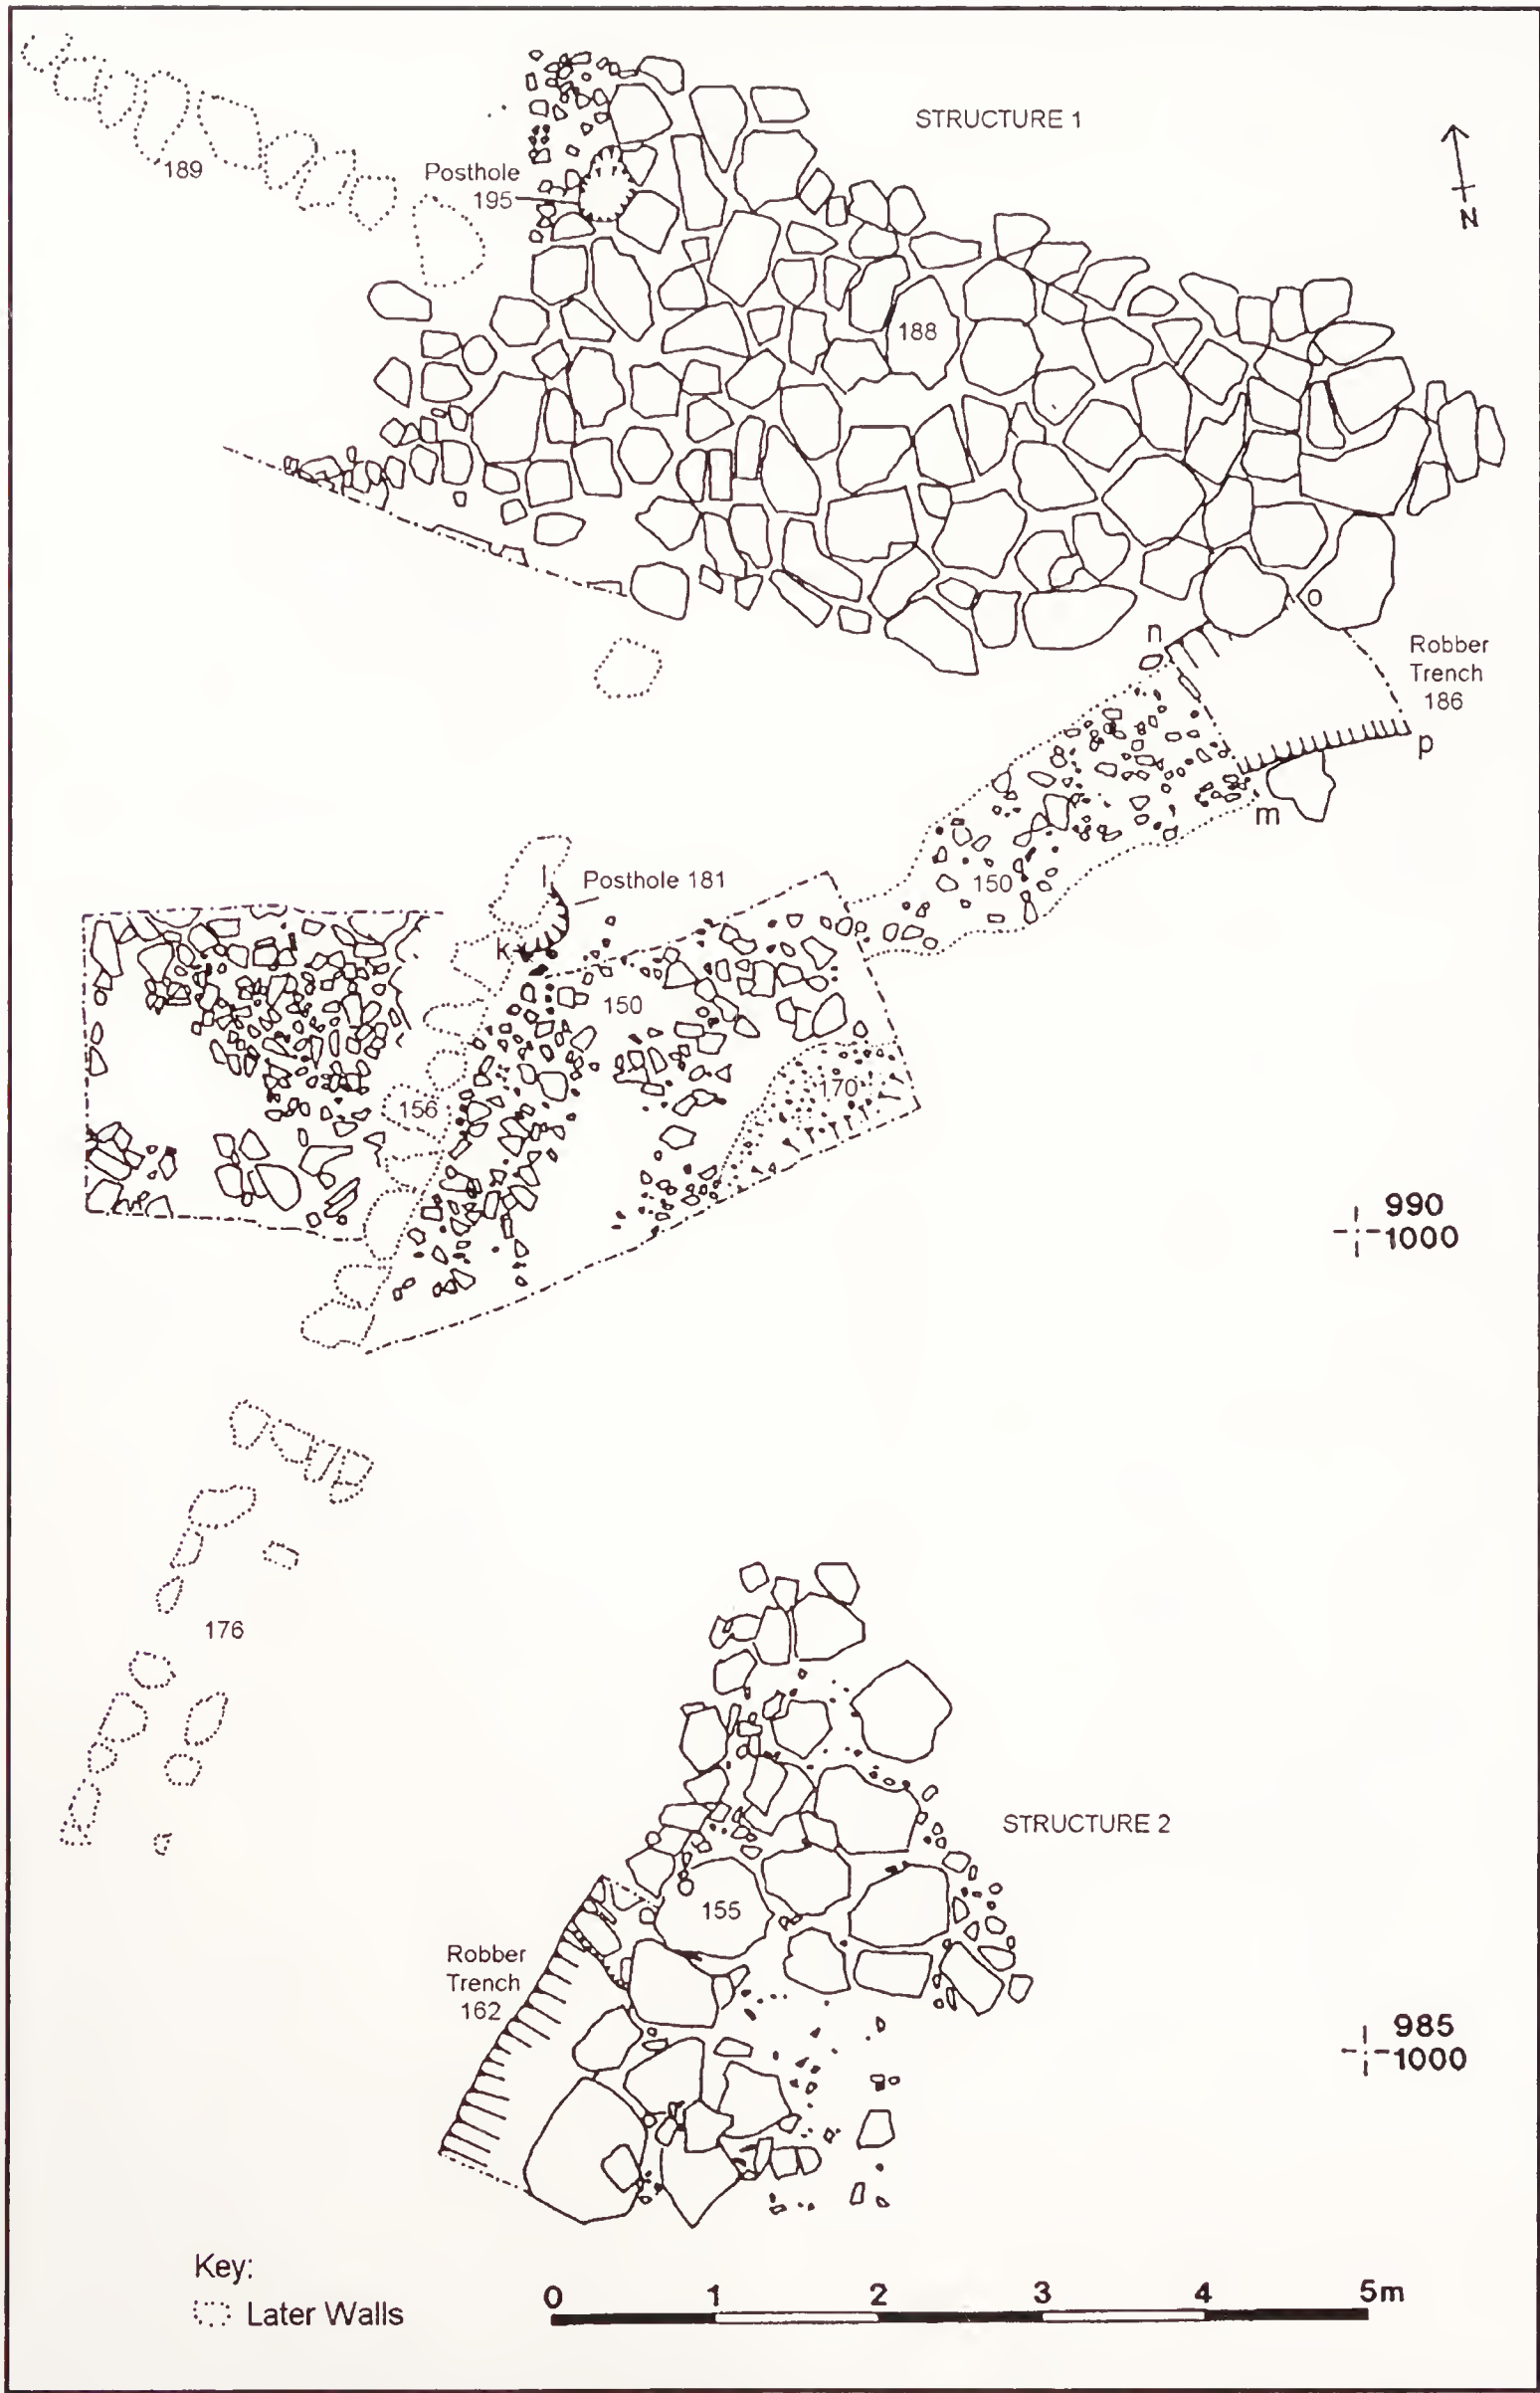 STRUCTURE 1
189
Posthole
195
N
188
n
o
Robber
Trench
186
p
m
150
l
Posthole 181
k
150
170
156
990
1000
176
STRUCTURE 2
155
Robber
Trench
162
985
1000
Key:
Later Walls
0 1 2 3 4 5m